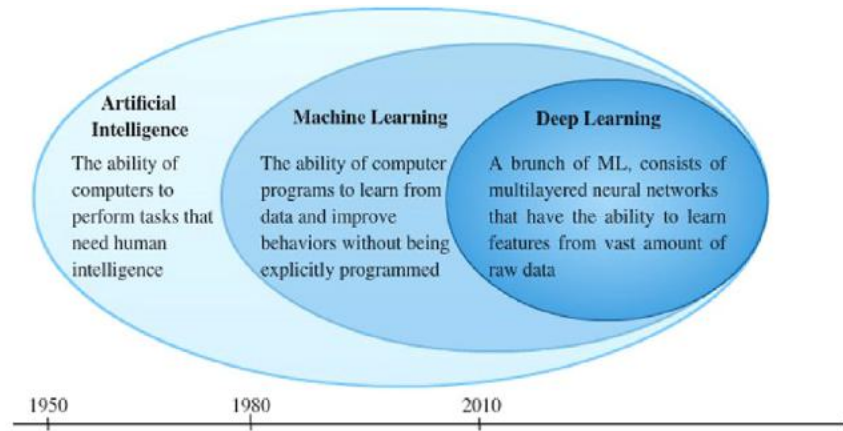 Artificial
Intelligence
The ability of
computers to
perform tasks that
need human
intelligence
Machine Learning
The ability of computer
programs to learn from
data and improve
behaviors without being
explicitly programmed
Deep Learning
A brunch of ML, consists of
multilayered neural networks
that have the ability to learn
features from vast amount of
raw data
1950
1980
2010